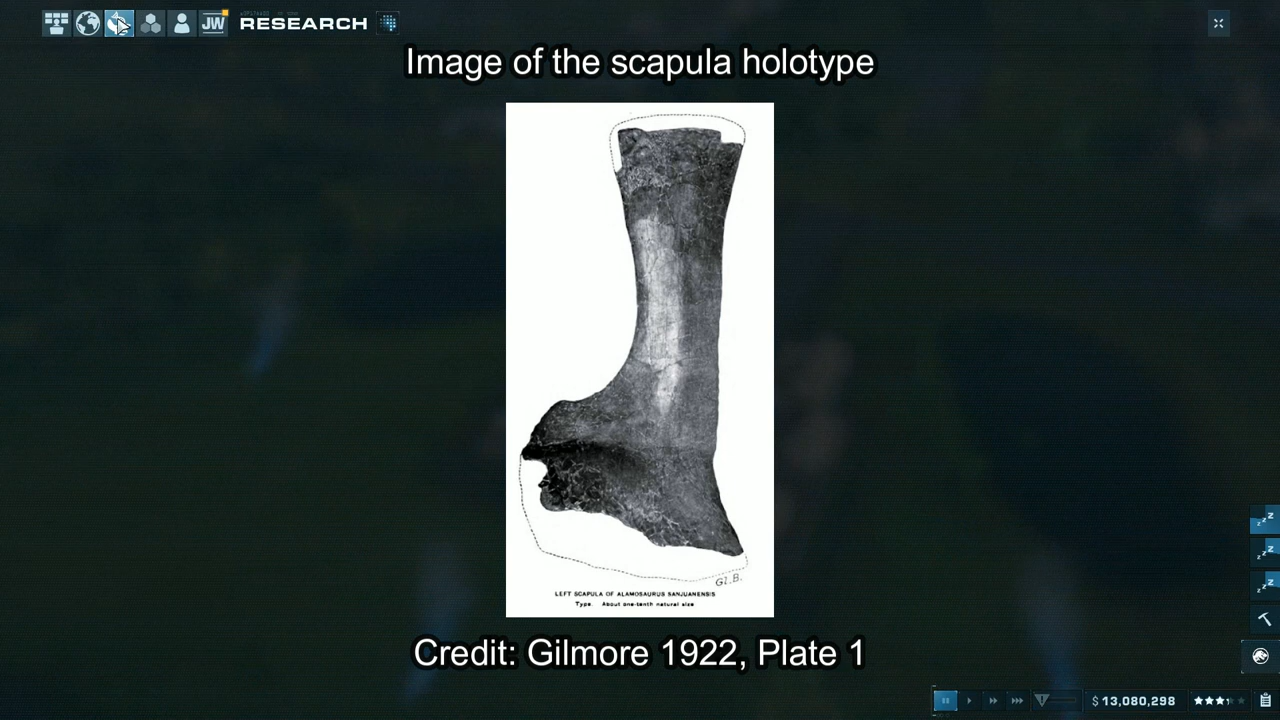 JW RESEARCH
Image of the scapula holotype
Gl.B.
LEFT SCAPULA OF ALAMOSAURUS SANJUANENSIS
Type. About one-tenth natural size
Credit: Gilmore 1922, Plate 1
z z Z
z z Z
z z Z
$ 13,080,298